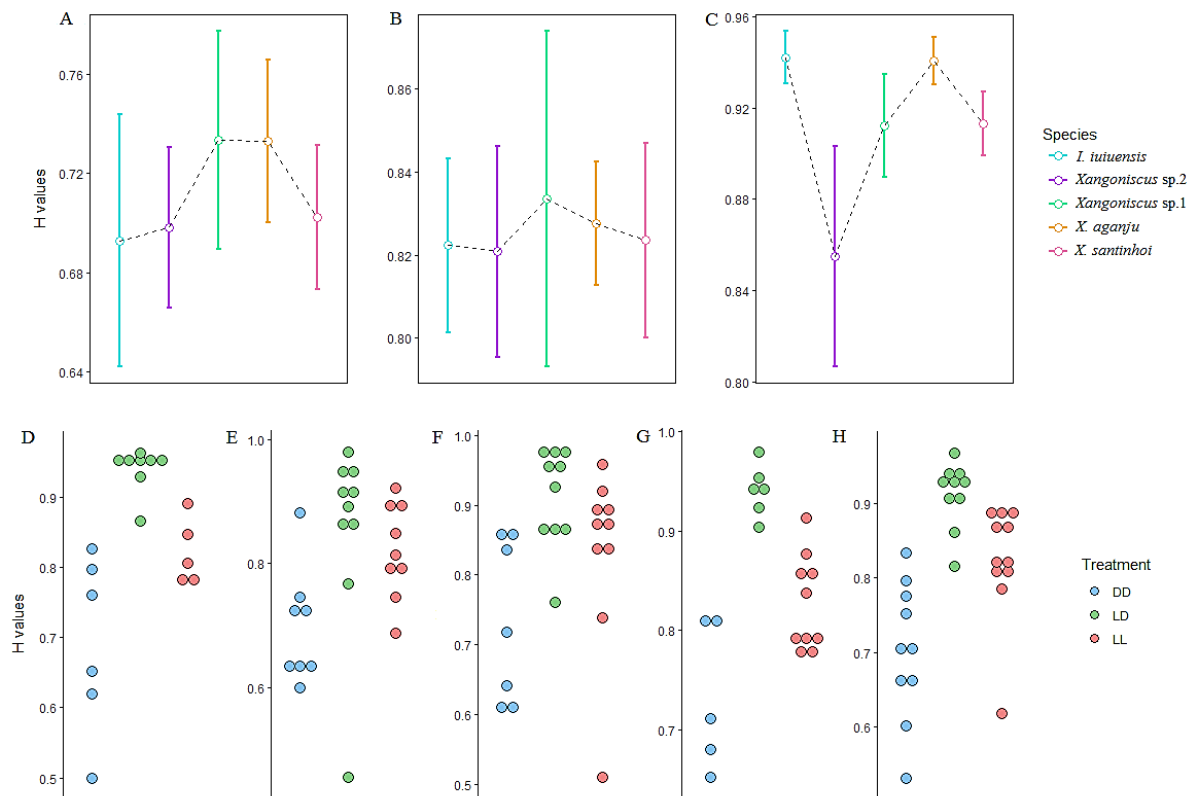 A
B
C
0.76
0.72
0.68
0.64
H values
0.86
0.84
0.82
0.80
0.96
0.92
0.88
0.84
0.80
Species
I. iuiuensis
Xangoniscus sp.2
Xangoniscus sp.1
X. aganju
X. santinhoi
D
E
F
G
H
0.9
0.8
0.7
0.6
0.5
H values
1.0
0.8
0.6
1.0
0.9
0.8
0.7
0.6
0.5
1.0
0.9
0.8
0.7
0.9
0.8
0.7
0.6
Treatment
DD
LD
LL